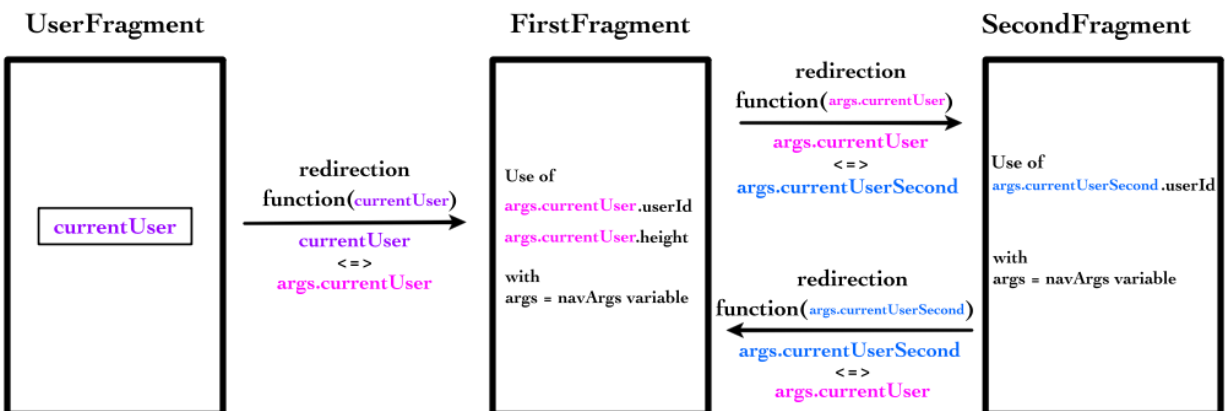 UserFragment
FirstFragment
SecondFragment
currentUser
redirection
function(currentUser)
currentUser
<=>
args.currentUser
Use of
args.currentUser.userId
args.currentUser.height
with
args = navArgs variable
redirection
function(args.currentUser)
args.currentUser
<=>
args.currentUserSecond
redirection
function(args.currentUserSecond)
args.currentUserSecond
<=>
args.currentUser
Use of
args.currentUserSecond.userId
with
args = navArgs variable